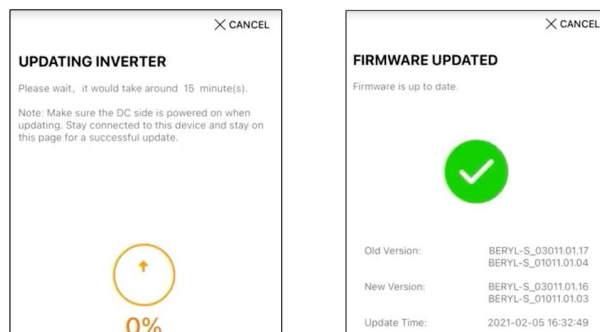 CANCEL
UPDATING INVERTER
Please wait, it would take around 15 minute(s).
Note: Make sure the DC side is powered on when
updating. Stay connected to this device and stay on
this page for a successful update.
0%
CANCEL
FIRMWARE UPDATED
Firmware is up to date.
Old Version: BERYL-S_03011.01.17
BERYL-S_01011.01.04
New Version: BERYL-S_03011.01.16
BERYL-S_01011.01.03
Update Time: 2021-02-05 16:32:49